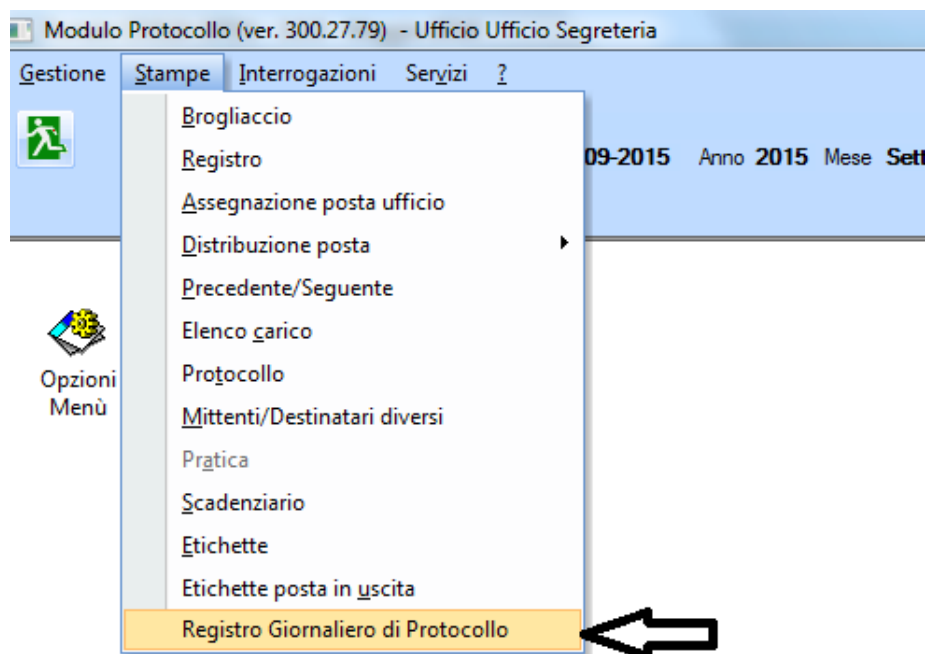 Modulo Protocollo (ver. 300.27.79) - Ufficio Ufficio Segreteria
Gestione Stampe Interrogazioni Servizi ?
Brogliaccio
Registro
09-2015 Anno 2015 Mese Sett
Assegnazione posta ufficio
Distribuzione posta
Precedente/Seguente
Elenco carico
Opzioni Menù
Protocollo
Mittenti/Destinatari diversi
Pratica
Scadenziario
Etichette
Etichette posta in uscita
Registro Giornaliero di Protocollo